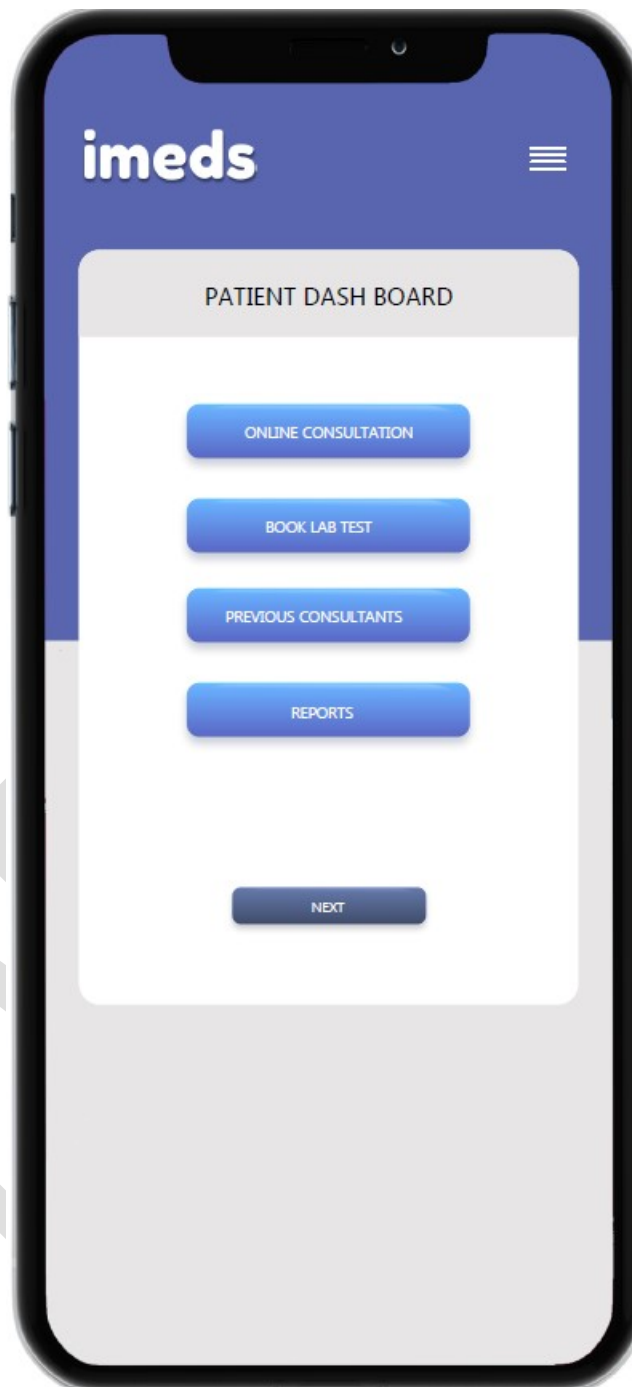 imeds
PATIENT DASH BOARD
ONLINE CONSULTATION
BOOK LAB TEST
PREVIOUS CONSULTANTS
REPORTS
NEXT